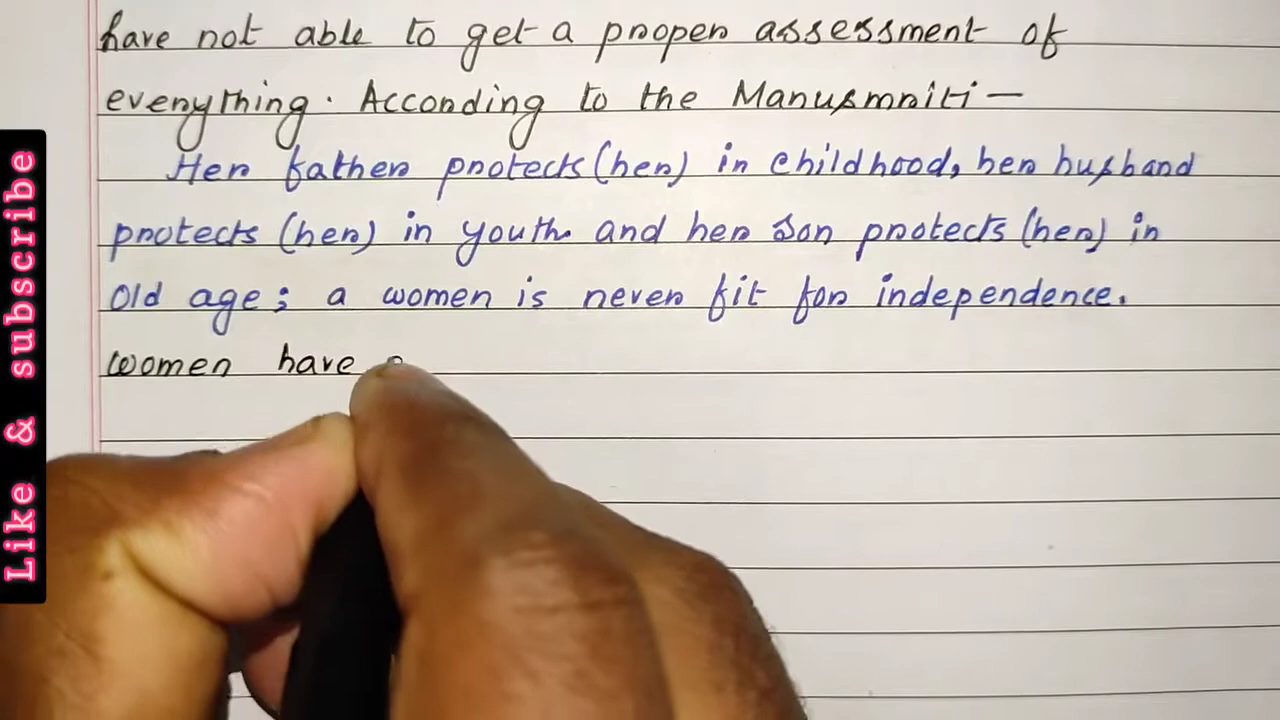 have not able to get a proper assessment of
everything. According to the Manusmriti —
Her father protects (her) in childhood, her husband
protects (her) in youth and her son protects (her) in
old age; a women is never fit for independence.
women have
Like & subscribe